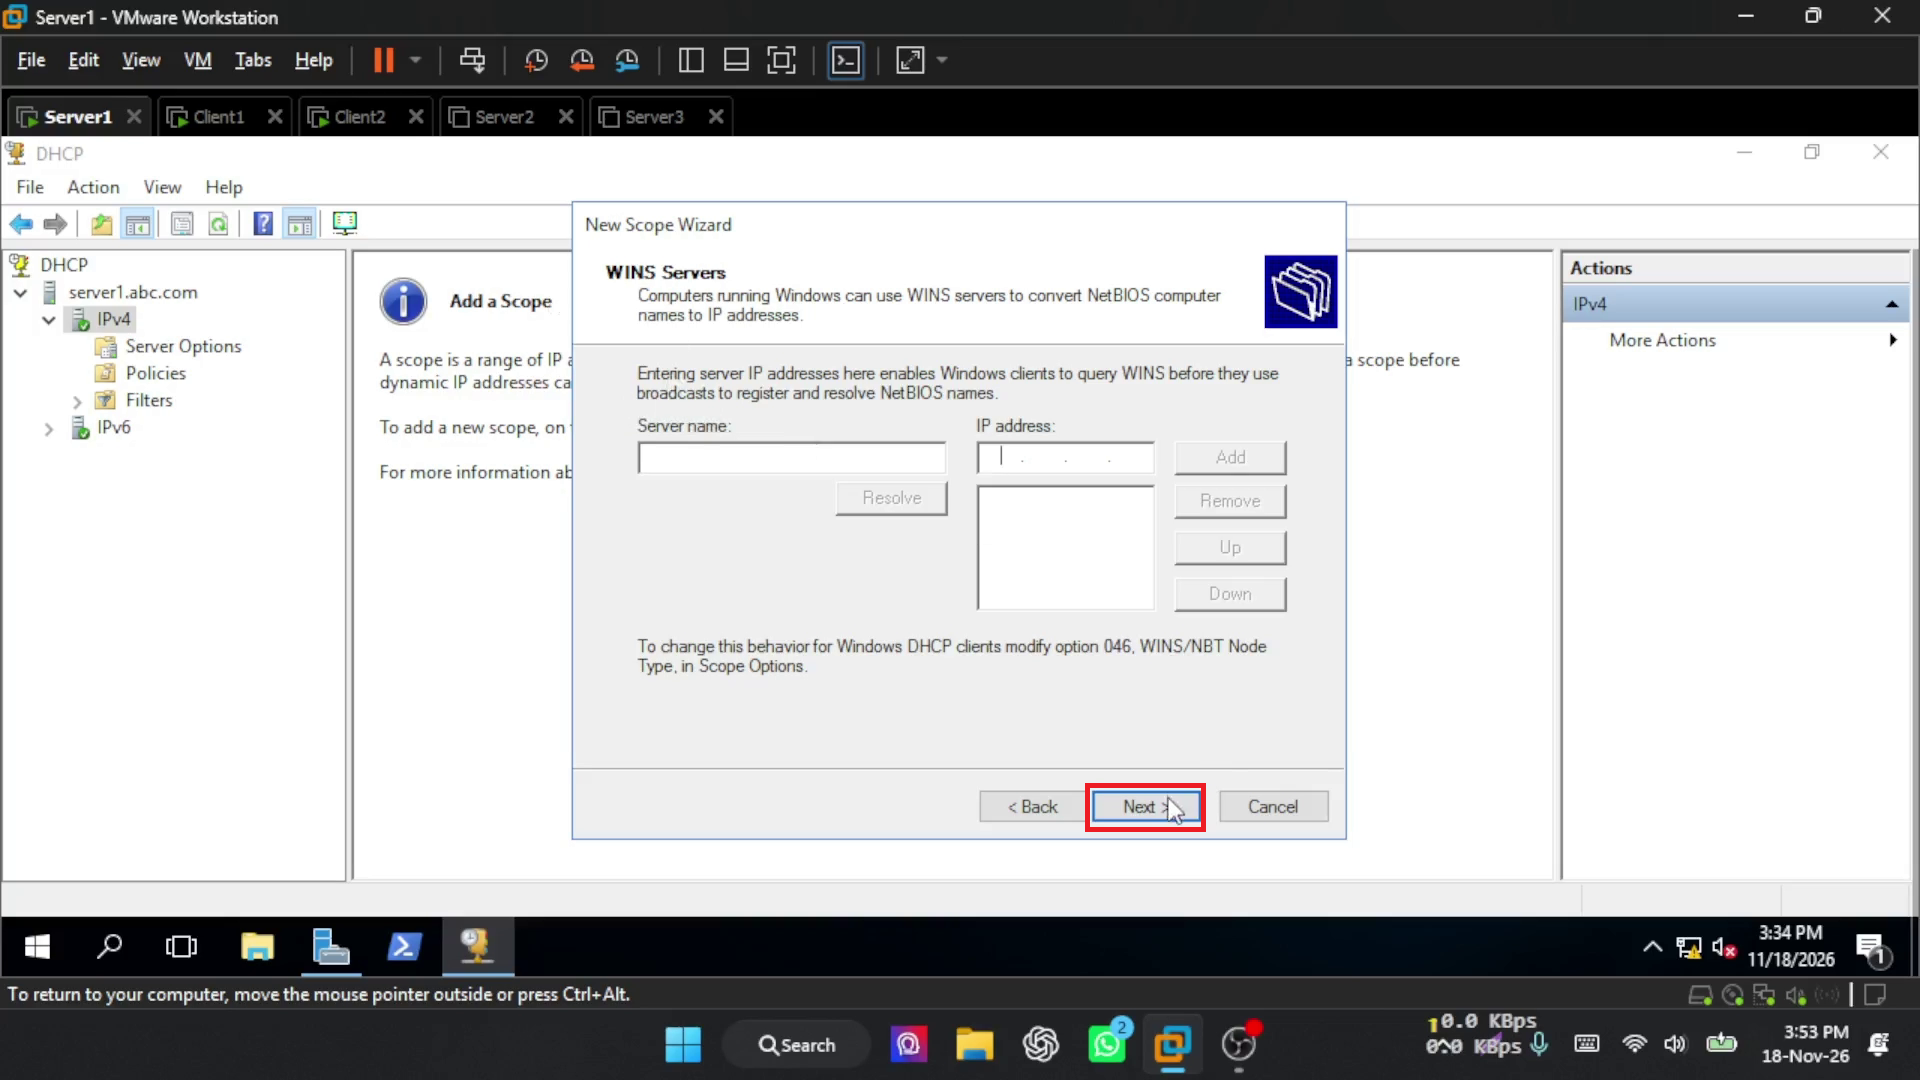 Server1 - VMware Workstation
File Edit View VM Tabs Help
Server1 Client1 Client2 Server2 Server3
DHCP
File Action View Help
DHCP
server1.abc.com
IPv4
Server Options
Policies
Filters
IPv6
Add a Scope
A scope is a range of IP
a scope before
dynamic IP addresses ca
To add a new scope, on
For more information ab
New Scope Wizard
WINS Servers
Computers running Windows can use WINS servers to convert NetBIOS computer
names to IP addresses.
Entering server IP addresses here enables Windows clients to query WINS before they use
broadcasts to register and resolve NetBIOS names.
Server name: IP address:
Add
Resolve
Remove
Up
Down
To change this behavior for Windows DHCP clients modify option 046, WINS/NBT Node
Type, in Scope Options.
< Back Next > Cancel
Actions
IPv4
More Actions
3:34 PM
11/18/2026
1
To return to your computer, move the mouse pointer outside or press Ctrl+Alt.
Search
2
0.0 KBps
0.0 KBps
3:53 PM
18-Nov-26